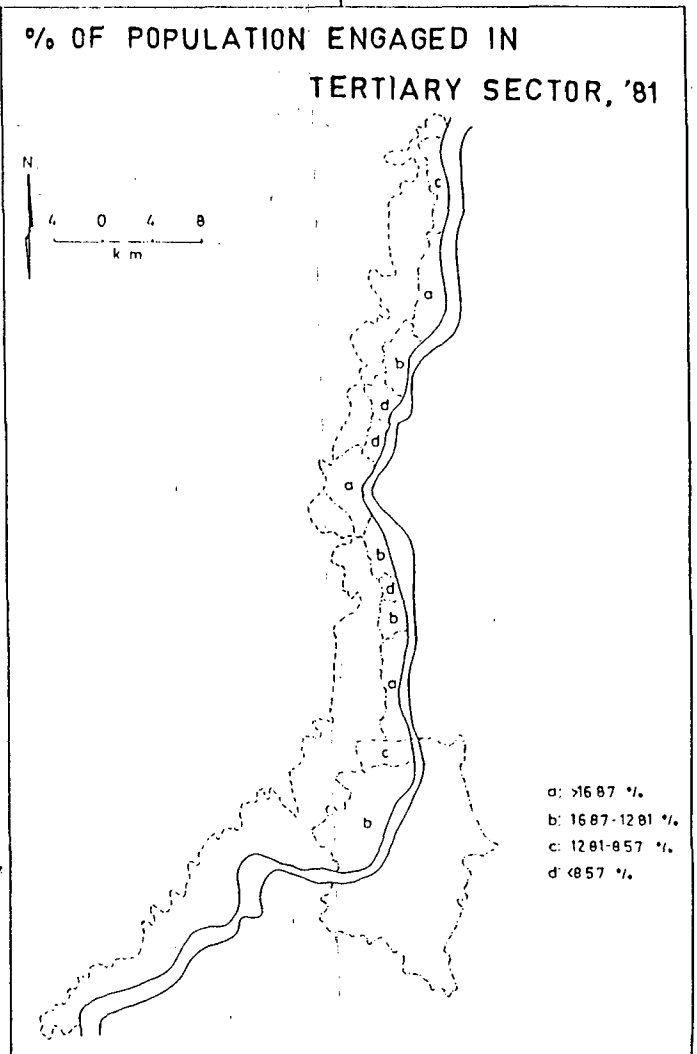 % OF POPULATION ENGAGED IN
TERTIARY SECTOR, '81
N
4 0 4 8
km
c
a
b
d
d
a
b
d
b
a
c
b
a: >16 87 %
b: 16 87-12 81 %
c: 12 81-8 57 %
d <8 57 %